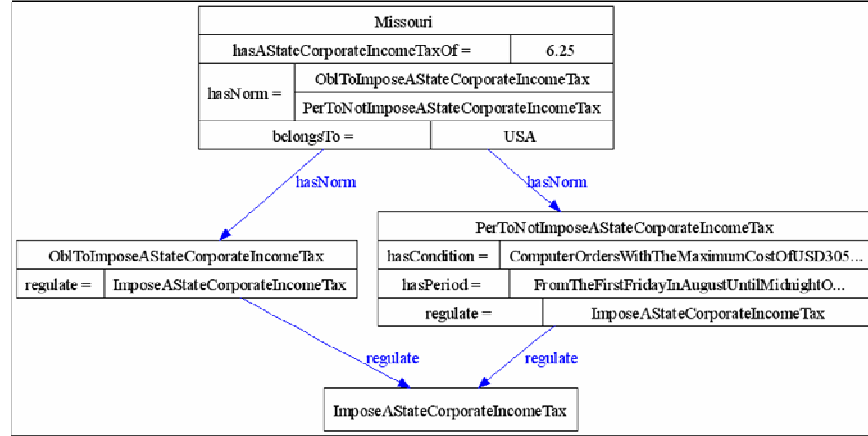 Missouri
hasAStateCorporateIncomeTaxOf = 6.25
hasNorm = OblToImposeAStateCorporateIncomeTax
PerToNotImposeAStateCorporateIncomeTax
belongsTo = USA
hasNorm hasNorm
OblToImposeAStateCorporateIncomeTax
regulate = ImposeAStateCorporateIncomeTax
PerToNotImposeAStateCorporateIncomeTax
hasCondition = ComputerOrdersWithTheMaximumCostOfUSD305...
hasPeriod = FromTheFirstFridayInAugustUntilMidnightO...
regulate = ImposeAStateCorporateIncomeTax
regulate regulate
ImposeAStateCorporateIncomeTax